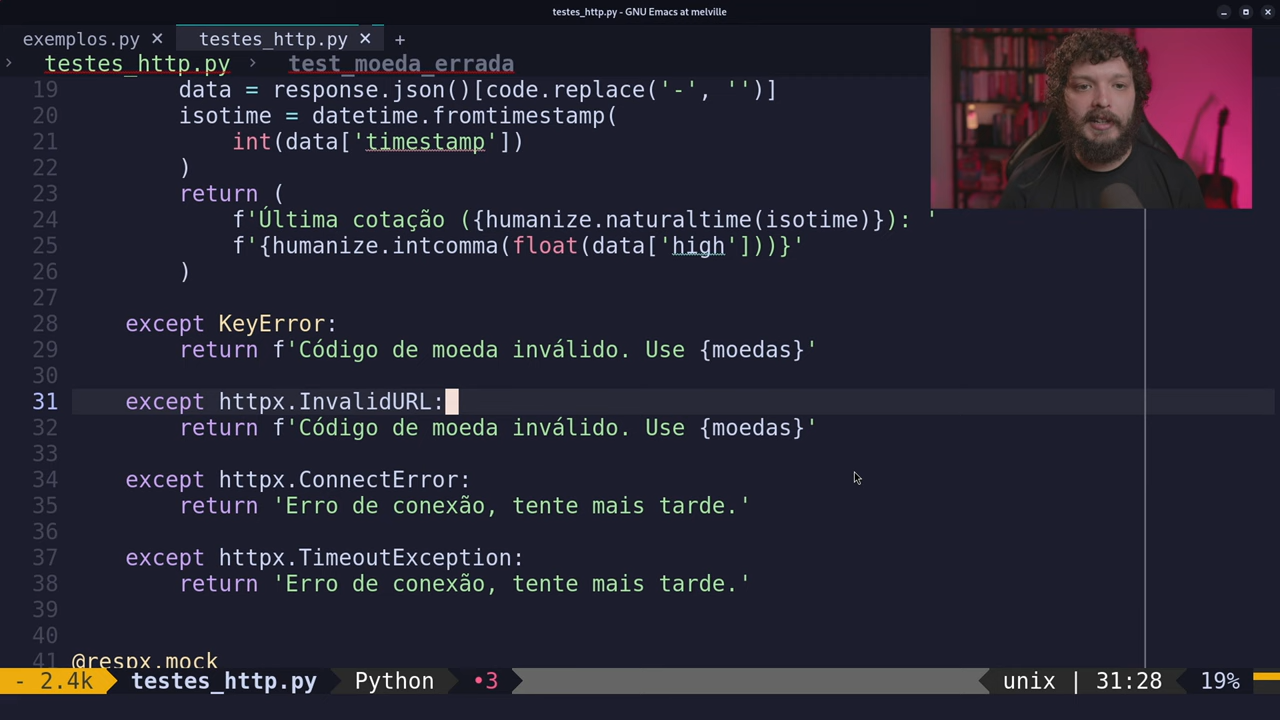 testes_http.py - GNU Emacs at melville
exemplos.py × testes_http.py × +
› testes_http.py › test_moeda_errada
19 data = response.json()[code.replace('-', '')]
20 isotime = datetime.fromtimestamp(
21 int(data['timestamp'])
22 )
23 return (
24 f'Última cotação ({humanize.naturaltime(isotime)}): '
25 f'{humanize.intcomma(float(data['high']))}'
26 )
27
28 except KeyError:
29 return f'Código de moeda inválido. Use {moedas}'
30
31 except httpx.InvalidURL:
32 return f'Código de moeda inválido. Use {moedas}'
33
34 except httpx.ConnectError:
35 return 'Erro de conexão, tente mais tarde.'
36
37 except httpx.TimeoutException:
38 return 'Erro de conexão, tente mais tarde.'
39
40
41 @respx.mock
- 2.4k testes_http.py Python •3 unix | 31:28 19%